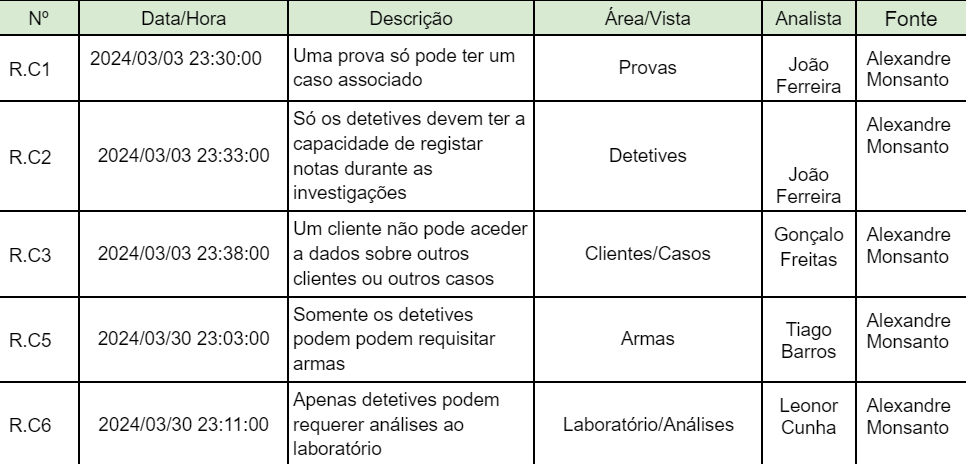 Nº Data/Hora Descrição Área/Vista Analista Fonte
R.C1 2024/03/03 23:30:00 Uma prova só pode ter um
caso associado Provas João
Ferreira Alexandre
Monsanto
R.C2 2024/03/03 23:33:00 Só os detetives devem ter a
capacidade de registar
notas durante as
investigações Detetives João
Ferreira Alexandre
Monsanto
R.C3 2024/03/03 23:38:00 Um cliente não pode aceder
a dados sobre outros
clientes ou outros casos Clientes/Casos Gonçalo
Freitas Alexandre
Monsanto
R.C5 2024/03/30 23:03:00 Somente os detetives
podem podem requisitar
armas Armas Tiago
Barros Alexandre
Monsanto
R.C6 2024/03/30 23:11:00 Apenas detetives podem
requerer análises ao
laboratório Laboratório/Análises Leonor
Cunha Alexandre
Monsanto